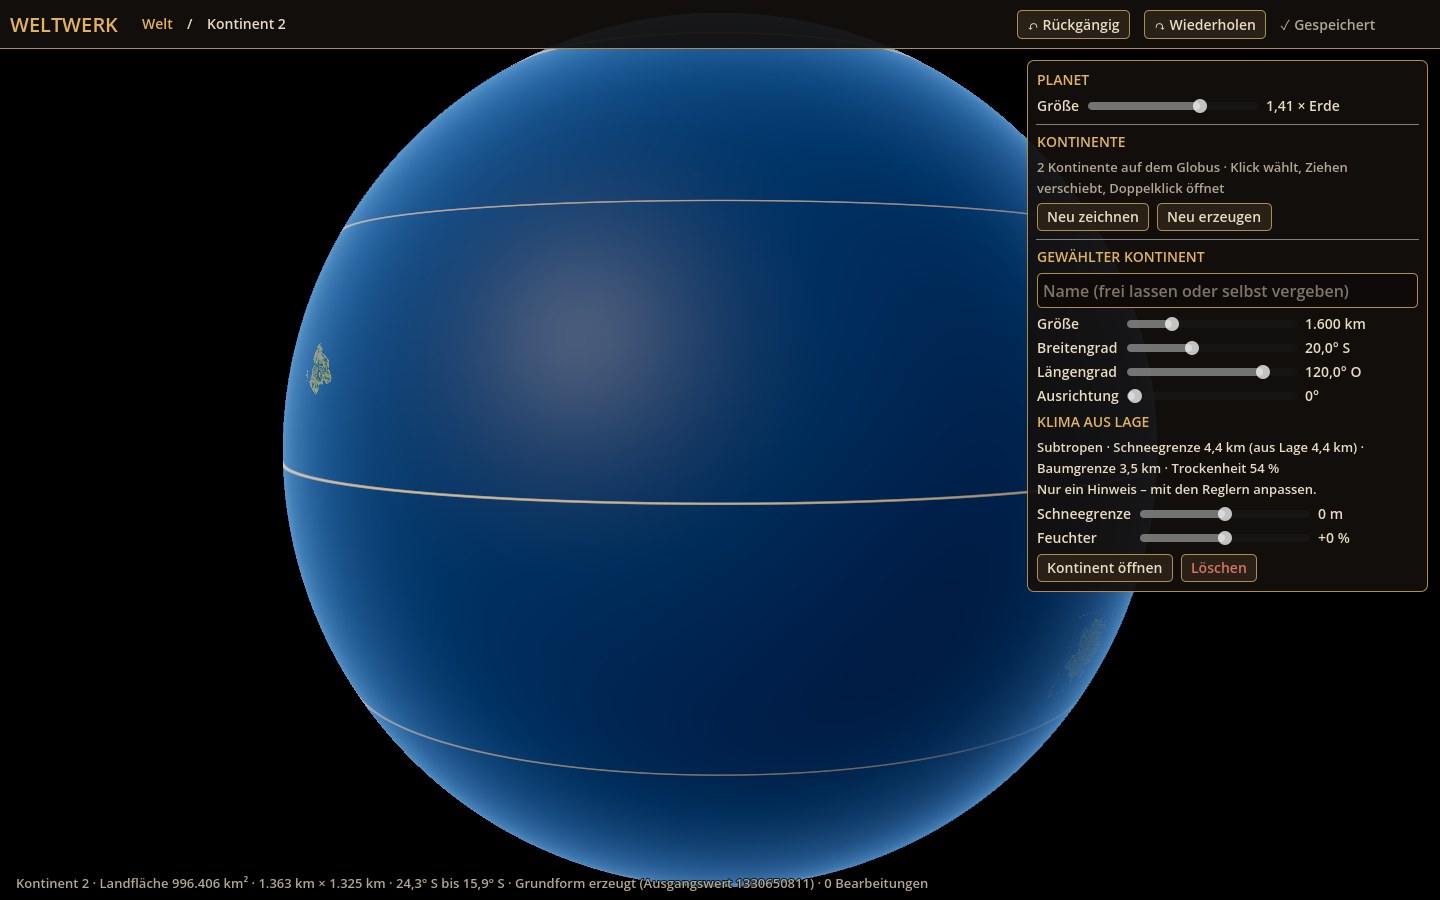 WELTWERK Welt / Kontinent 2 Rückgängig Wiederholen ✓ Gespeichert
PLANET
Größe 1,41 × Erde
KONTINENTE
2 Kontinente auf dem Globus · Klick wählt, Ziehen
verschiebt, Doppelklick öffnet
Neu zeichnen Neu erzeugen
GEWÄHLTER KONTINENT
Name (frei lassen oder selbst vergeben)
Größe 1.600 km
Breitengrad 20,0° S
Längengrad 120,0° O
Ausrichtung 0°
KLIMA AUS LAGE
Subtropen · Schneegrenze 4,4 km (aus Lage 4,4 km) ·
Baumgrenze 3,5 km · Trockenheit 54 %
Nur ein Hinweis – mit den Reglern anpassen.
Schneegrenze 0 m
Feuchter +0 %
Kontinent öffnen Löschen
Kontinent 2 · Landfläche 996.406 km² · 1.363 km × 1.325 km · 24,3° S bis 15,9° S · Grundform erzeugt (Ausgangswert 1330650811) · 0 Bearbeitungen